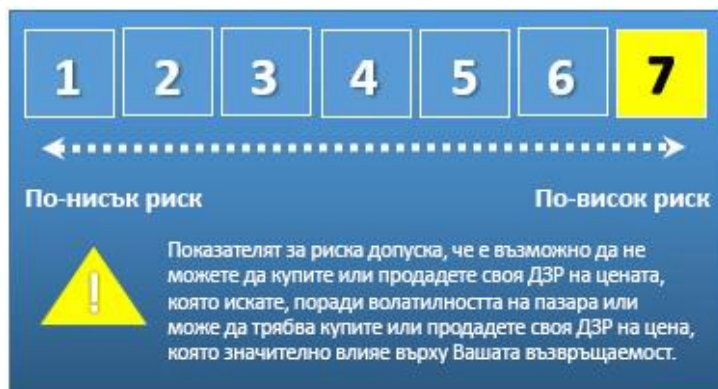 1 2 3 4 5 6 7
По-нисък риск По-висок риск
!
Показателят за риска допуска, че е възможно да не
можете да купите или продадете своя ДЗР на цената,
която искате, поради волатилността на пазара или
може да трябва купите или продадете своя ДЗР на цена,
която значително влияе върху Вашата възвръщаемост.